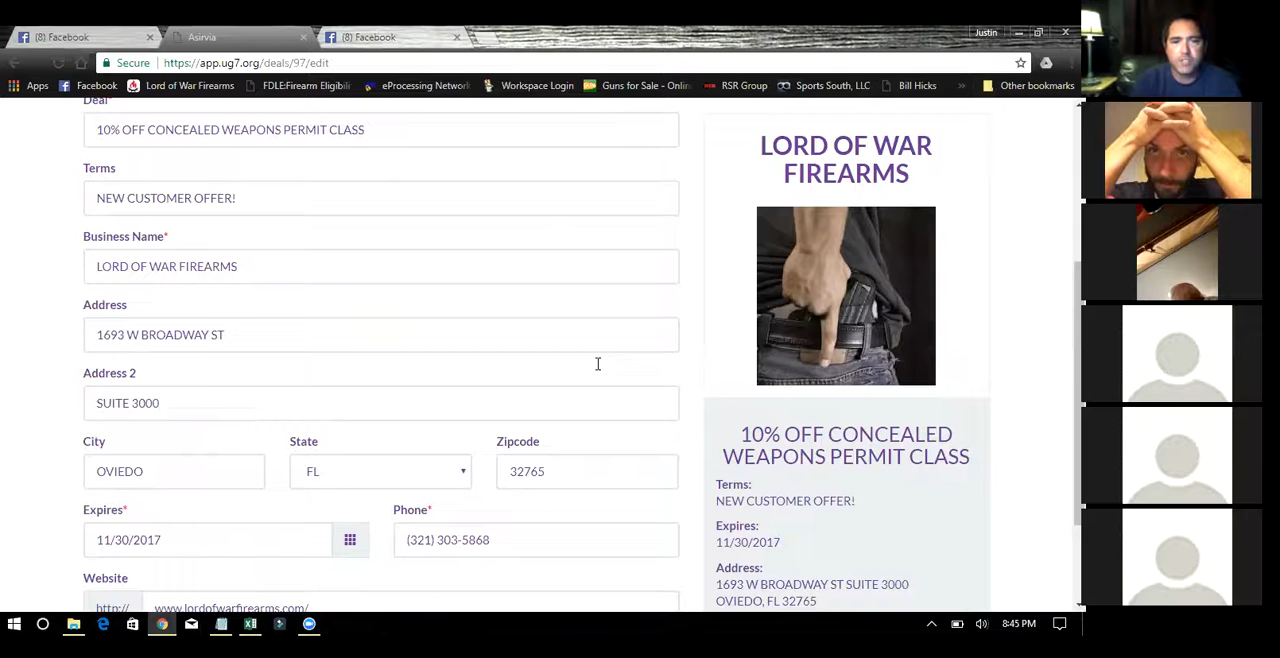 (8) Facebook
Asirvia
(8) Facebook
Justin
Secure
https://app.ug7.org/deals/97/edit
Apps
Facebook
Lord of War Firearms
FDLE:Firearm Eligibili
eProcessing Network
Workspace Login
Guns for Sale - Onlin
RSR Group
Sports South, LLC
Bill Hicks
»
Other bookmarks
Deal*
10% OFF CONCEALED WEAPONS PERMIT CLASS
Terms
NEW CUSTOMER OFFER!
Business Name*
LORD OF WAR FIREARMS
Address
1693 W BROADWAY ST
Address 2
SUITE 3000
City
State
Zipcode
OVIEDO
FL
32765
Expires*
Phone*
11/30/2017
(321) 303-5868
Website
http://
www.lordofwarfirearms.com/
LORD OF WAR
FIREARMS
10% OFF CONCEALED
WEAPONS PERMIT CLASS
Terms:
NEW CUSTOMER OFFER!
Expires:
11/30/2017
Address:
1693 W BROADWAY ST SUITE 3000
OVIEDO, FL 32765
8:45 PM